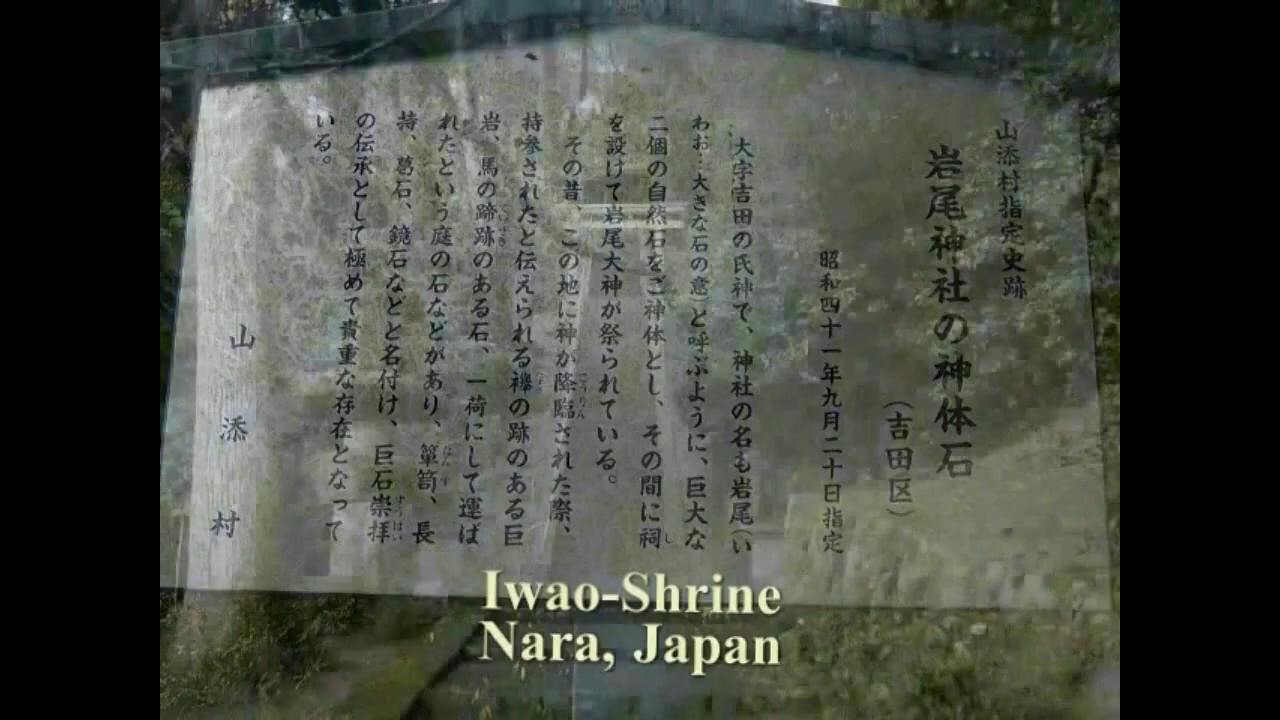 山添村指定史跡
岩尾神社の神体石
(吉田区)
昭和四十一年九月二十日指定
大字吉田の氏神で、神社の名も岩尾(い
わお…大きな石の意)と呼ぶように、巨大な
二個の自然石をご神体とし、その間に祠
を設けて岩尾大神が祭られている。
その昔、この地に神が降臨された祭、
持参されたと伝えられる襷の跡のある巨
岩、馬の蹄跡のある石、一荷にして運ば
れたという庭の石などがあり、簞笥、長
持、葛石、鏡石などと名付け、巨石崇拝
の伝承として極めて貴重な存在となって
いる。
山添村
Iwao-Shrine
Nara, Japan